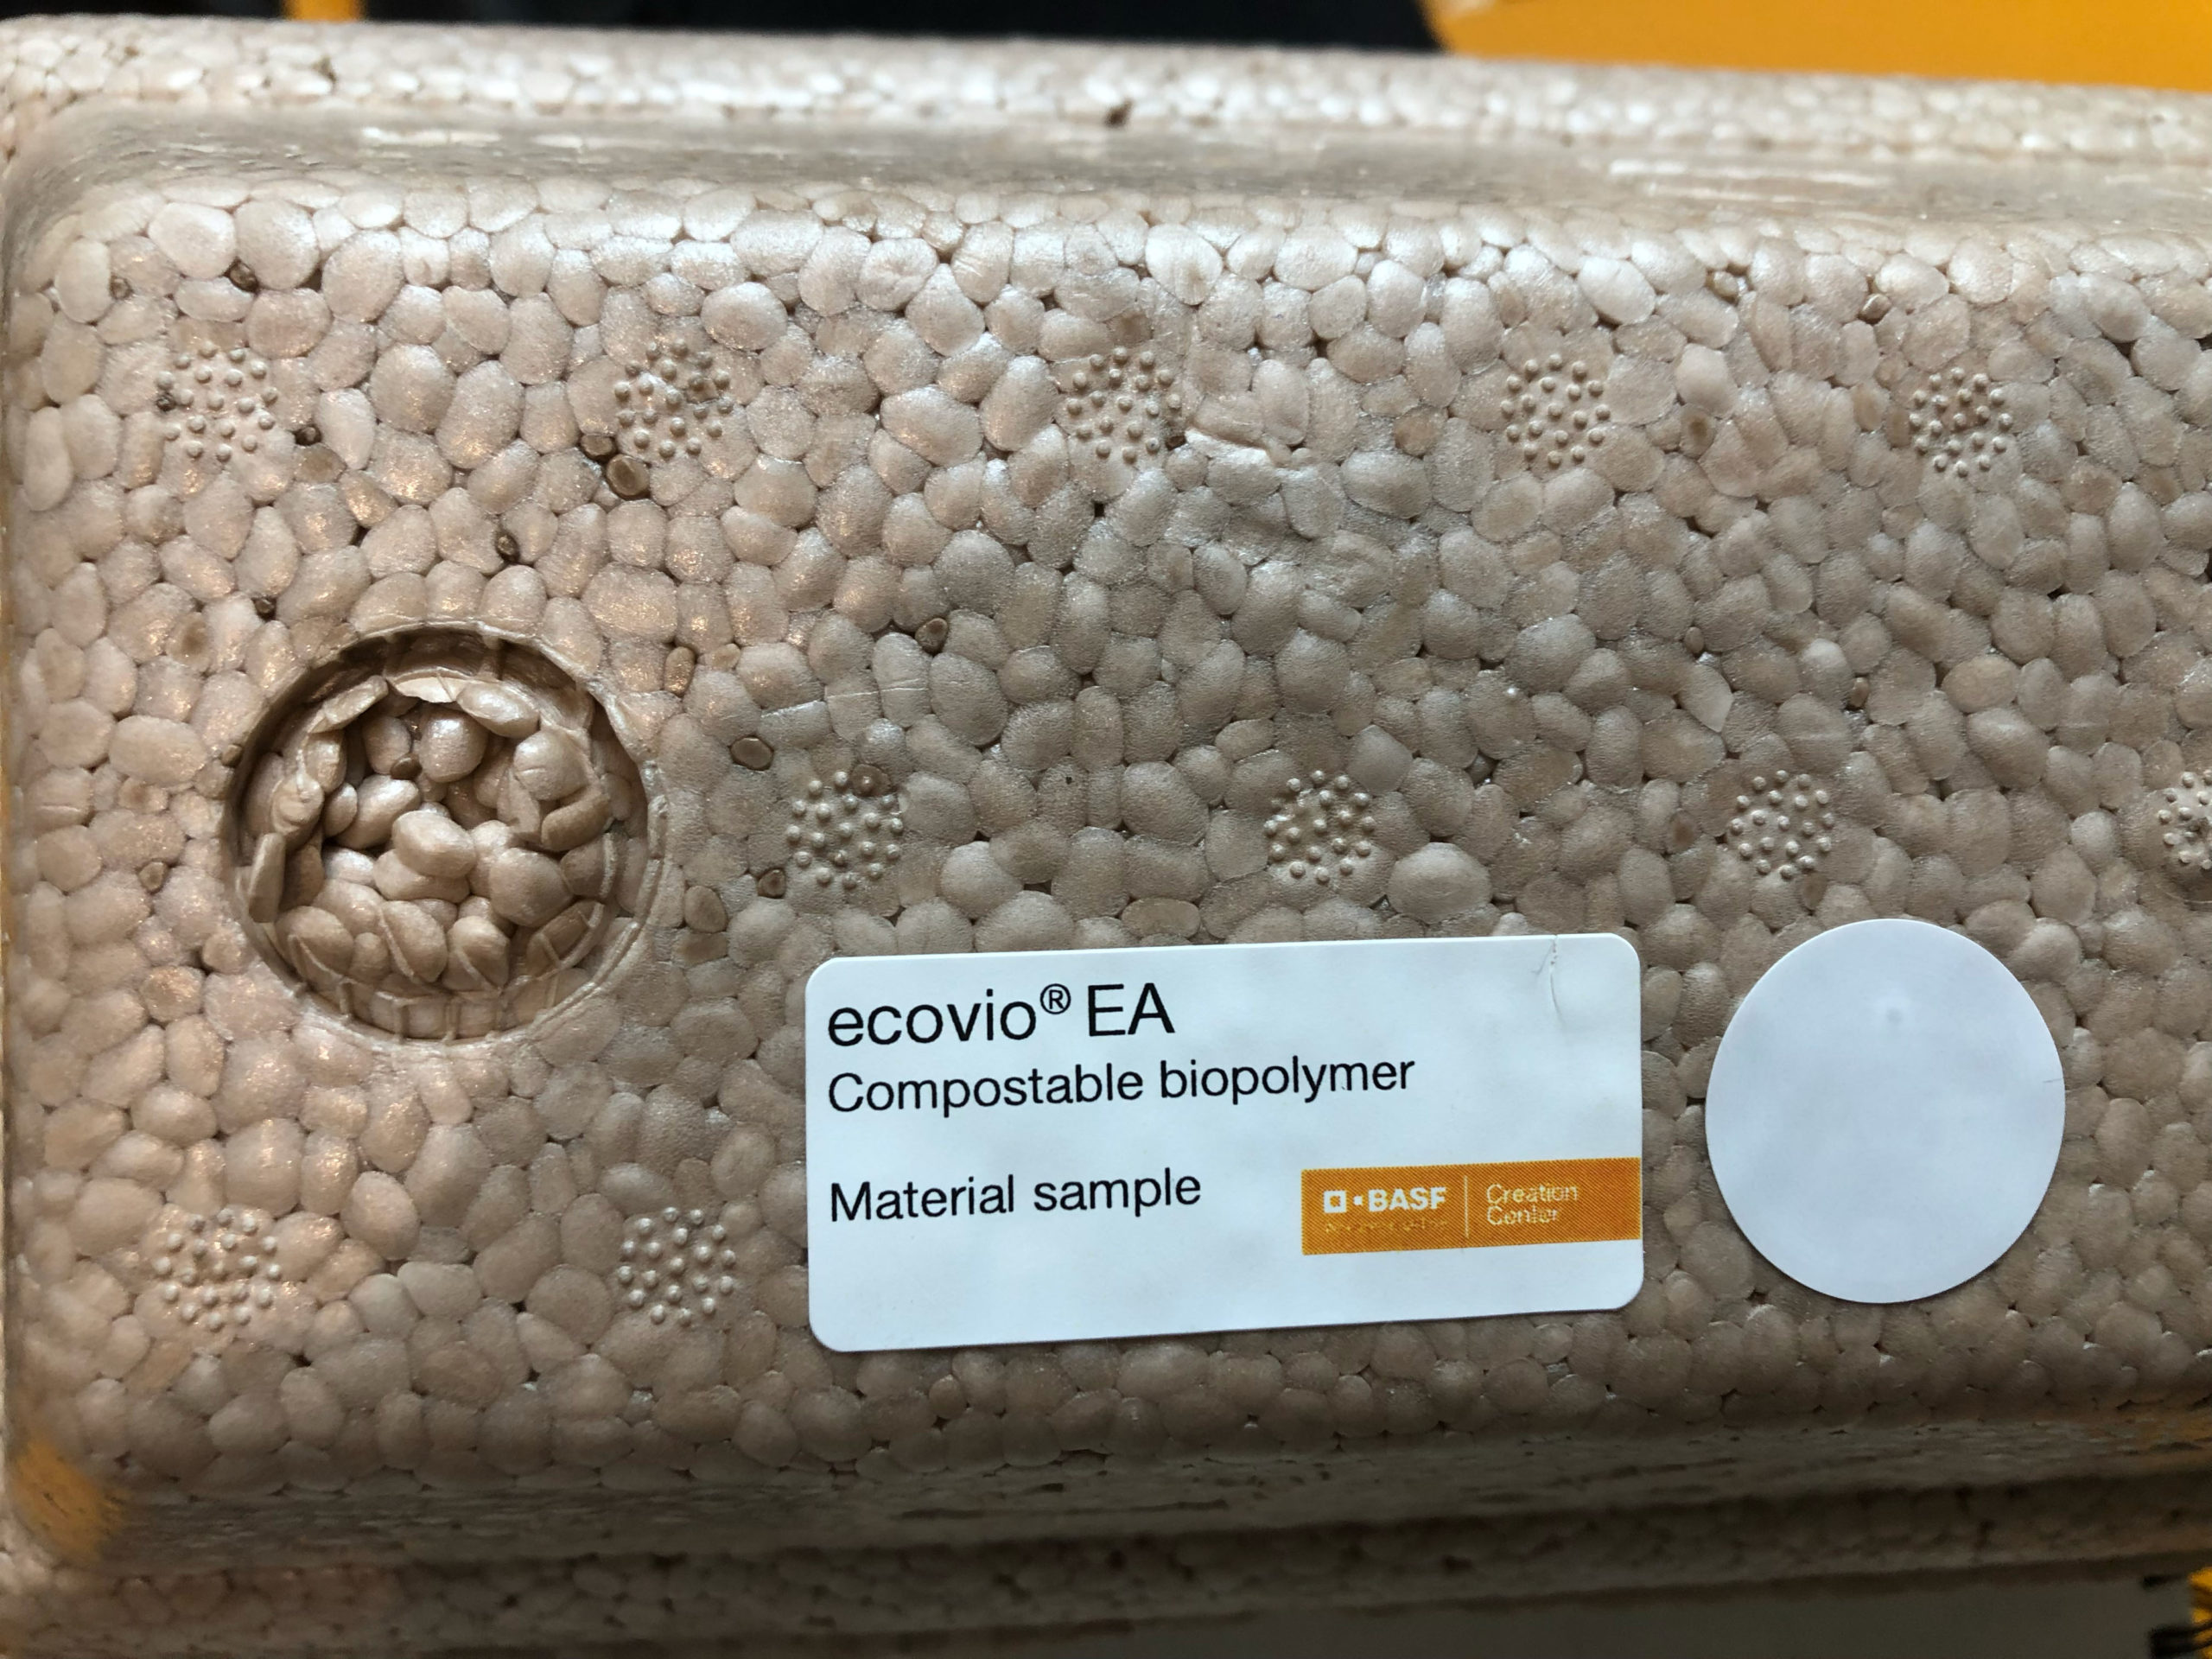 ecovio® EA
Compostable biopolymer
Material sample
BASF
Creation
Center